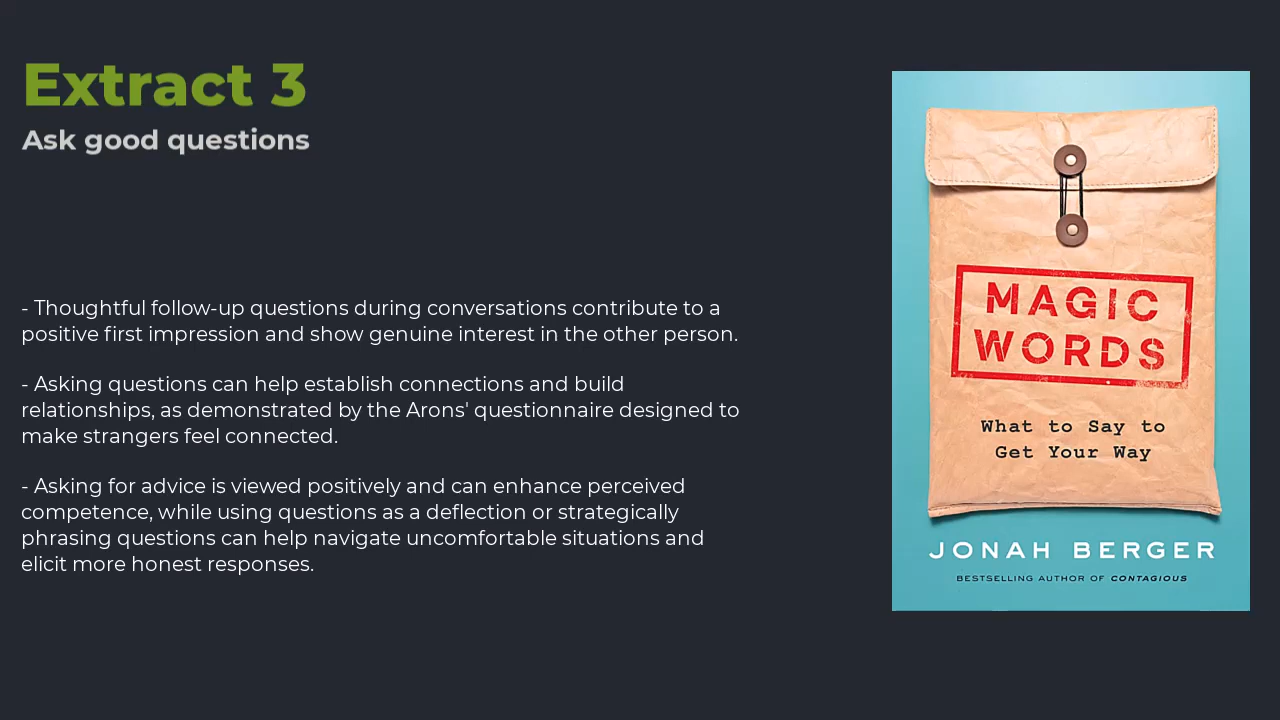 Extract 3
Ask good questions
- Thoughtful follow-up questions during conversations contribute to a
positive first impression and show genuine interest in the other person.
- Asking questions can help establish connections and build
relationships, as demonstrated by the Arons' questionnaire designed to
make strangers feel connected.
- Asking for advice is viewed positively and can enhance perceived
competence, while using questions as a deflection or strategically
phrasing questions can help navigate uncomfortable situations and
elicit more honest responses.
MAGIC
WORDS
What to Say to
Get Your Way
JONAH BERGER
BESTSELLING AUTHOR OF CONTAGIOUS